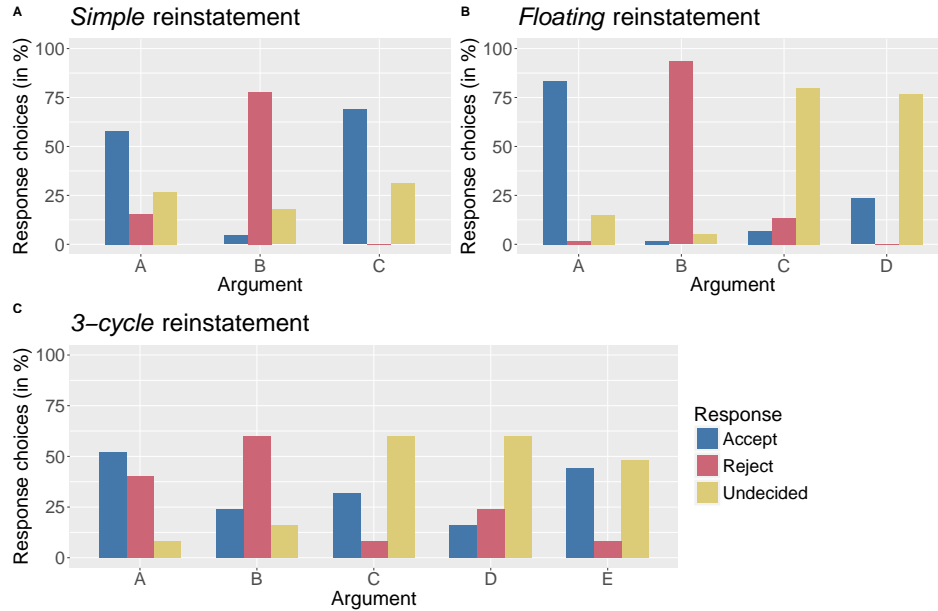 A
Simple reinstatement
Response choices (in %)
100
75
50
25
0
A B C
Argument
B
Floating reinstatement
Response choices (in %)
100
75
50
25
0
A B C D
Argument
C
3−cycle reinstatement
Response choices (in %)
100
75
50
25
0
A B C D E
Argument
Response
Accept
Reject
Undecided